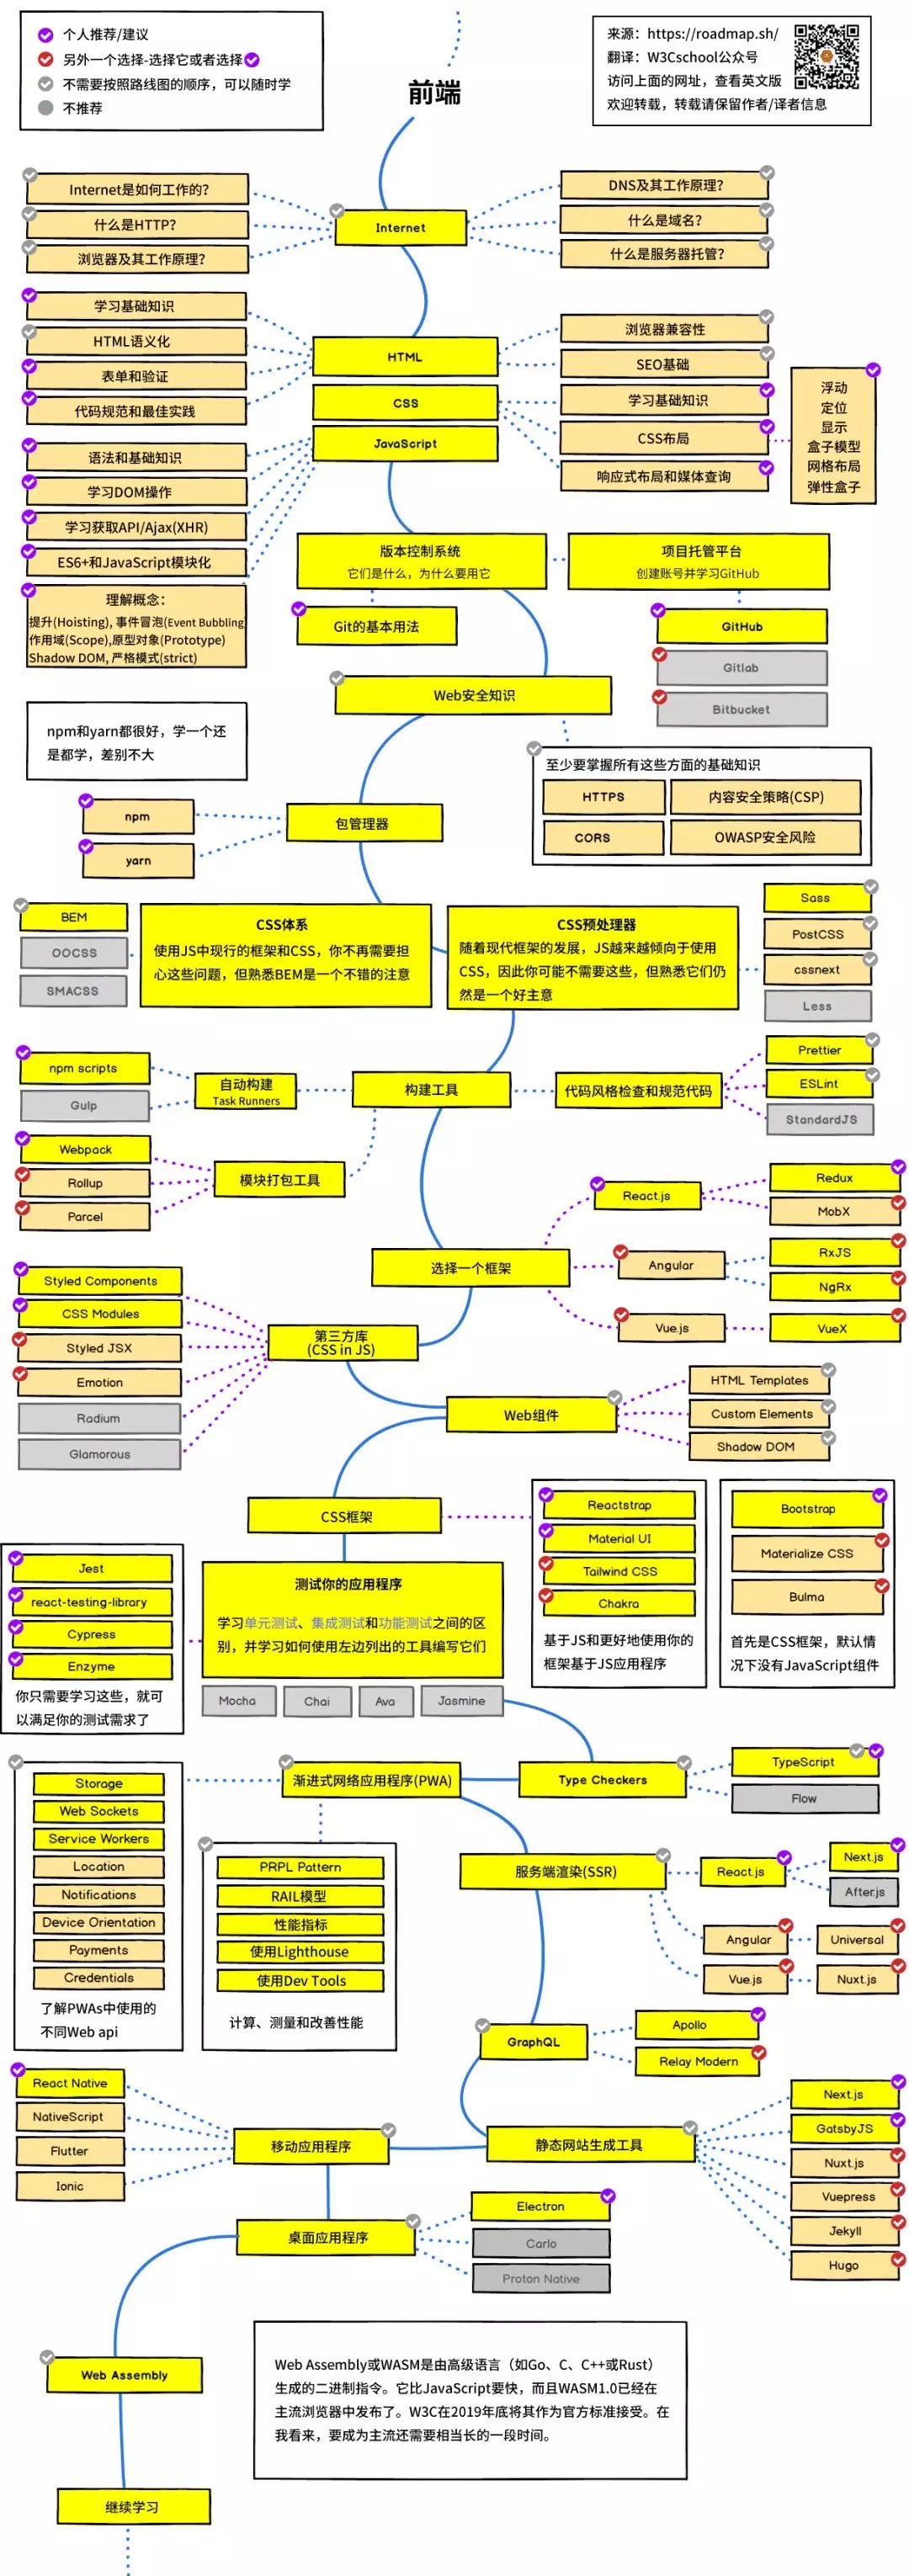 个人推荐/建议
另外一个选择-选择它或者选择
不需要按照路线图的顺序，可以随时学
不推荐
前端
来源：https://roadmap.sh/
翻译：W3Cschool公众号
访问上面的网址，查看英文版
欢迎转载，转载请保留作者/译者信息
Internet是如何工作的?
什么是HTTP?
浏览器及其工作原理?
Internet
DNS及其工作原理?
什么是域名?
什么是服务器托管?
学习基础知识
HTML语义化
表单和验证
代码规范和最佳实践
HTML
浏览器兼容性
SEO基础
CSS
学习基础知识
CSS布局
响应式布局和媒体查询
浮动
定位
显示
盒子模型
网格布局
弹性盒子
JavaScript
语法和基础知识
学习DOM操作
学习获取API/Ajax(XHR)
ES6+和JavaScript模块化
理解概念：
提升(Hoisting), 事件冒泡(Event Bubbling)
作用域(Scope),原型对象(Prototype)
Shadow DOM, 严格模式(strict)
版本控制系统
它们是什么，为什么要用它
Git的基本用法
项目托管平台
创建账号并学习GitHub
GitHub
Gitlab
Bitbucket
Web安全知识
至少要掌握所有这些方面的基础知识
HTTPS
内容安全策略(CSP)
CORS
OWASP安全风险
npm和yarn都很好，学一个还
是都学，差别不大
npm
yarn
包管理器
BEM
OOCSS
SMACSS
CSS体系
使用JS中现行的框架和CSS，你不再需要担
心这些问题，但熟悉BEM是一个不错的注意
CSS预处理器
随着现代框架的发展，JS越来越倾向于使用
CSS，因此你可能不需要这些，但熟悉它们仍
然是一个好主意
Sass
PostCSS
cssnext
Less
npm scripts
Gulp
自动构建
Task Runners
构建工具
代码风格检查和规范代码
Prettier
ESLint
StandardJS
Webpack
Rollup
Parcel
模块打包工具
选择一个框架
React.js
Redux
MobX
Angular
RxJS
NgRx
Vue.js
VueX
Styled Components
CSS Modules
Styled JSX
Emotion
Radium
Glamorous
第三方库
(CSS in JS)
Web组件
HTML Templates
Custom Elements
Shadow DOM
CSS框架
Reactstrap
Material UI
Tailwind CSS
Chakra
基于JS和更好地使用你的
框架基于JS应用程序
Bootstrap
Materialize CSS
Bulma
首先是CSS框架，默认情
况下没有JavaScript组件
Jest
react-testing-library
Cypress
Enzyme
你只需要学习这些，就可
以满足你的测试需求了
测试你的应用程序
学习单元测试、集成测试和功能测试之间的区
别，并学习如何使用左边列出的工具编写它们
Mocha
Chai
Ava
Jasmine
Type Checkers
TypeScript
Flow
渐进式网络应用程序(PWA)
Storage
Web Sockets
Service Workers
Location
Notifications
Device Orientation
Payments
Credentials
了解PWAs中使用的
不同Web api
PRPL Pattern
RAIL模型
性能指标
使用Lighthouse
使用Dev Tools
计算、测量和改善性能
服务端渲染(SSR)
React.js
Next.js
After.js
Angular
Universal
Vue.js
Nuxt.js
GraphQL
Apollo
Relay Modern
React Native
NativeScript
Flutter
Ionic
移动应用程序
静态网站生成工具
Next.js
GatsbyJS
Nuxt.js
Vuepress
Jekyll
Hugo
桌面应用程序
Electron
Carlo
Proton Native
Web Assembly
Web Assembly或WASM是由高级语言（如Go、C、C++或Rust）
生成的二进制指令。它比JavaScript要快，而且WASM1.0已经在
主流浏览器中发布了。W3C在2019年底将其作为官方标准接受。在
我看来，要成为主流还需要相当长的一段时间。
继续学习